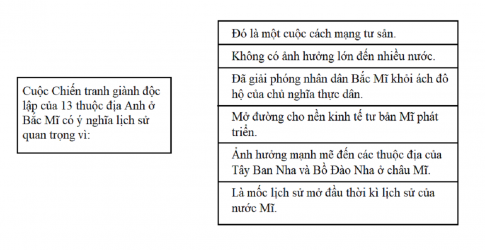 Cuộc Chiến tranh giành độc
lập của 13 thuộc địa Anh ở
Bắc Mĩ có ý nghĩa lịch sử
quan trọng vì:
Đó là một cuộc cách mạng tư sản.
Không có ảnh hưởng lớn đến nhiều nước.
Đã giải phóng nhân dân Bắc Mĩ khỏi ách đô
hộ của chủ nghĩa thực dân.
Mở đường cho nền kinh tế tư bản Mĩ phát
triển.
Ảnh hưởng mạnh mẽ đến các thuộc địa của
Tây Ban Nha và Bồ Đào Nha ở châu Mĩ.
Là mốc lịch sử mở đầu thời kì lịch sử của
nước Mĩ.